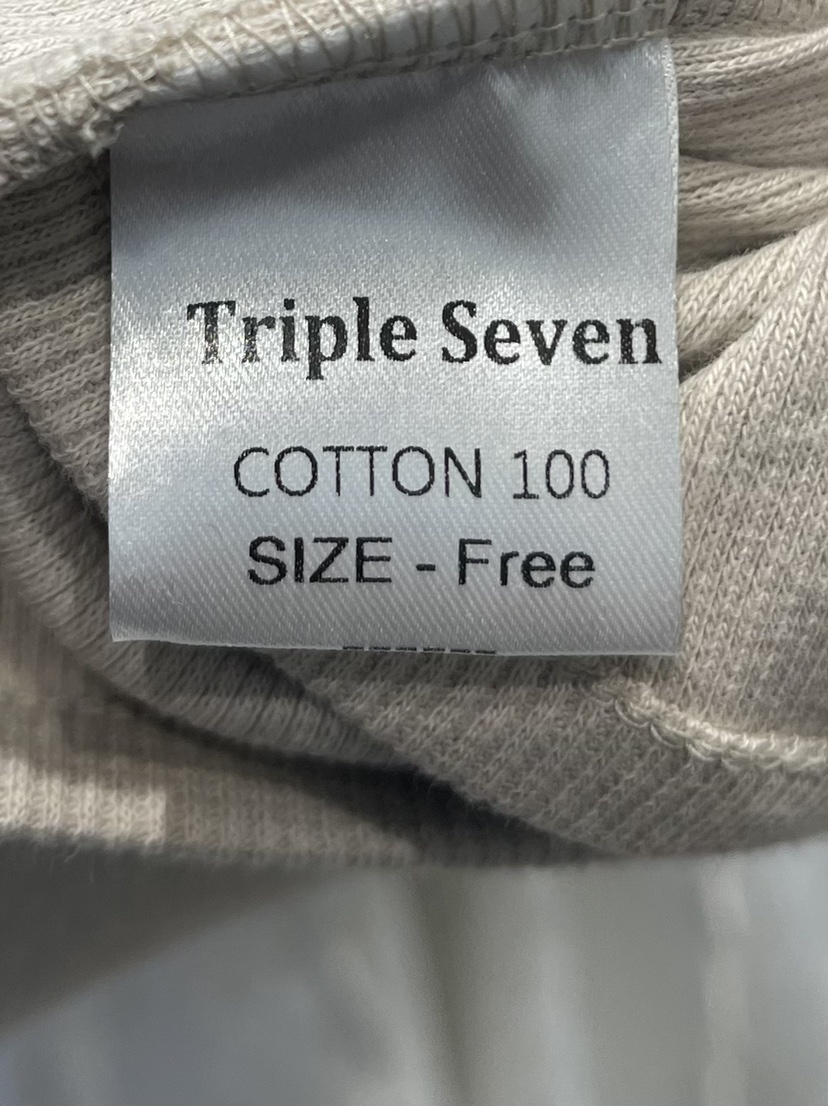 Triple Seven
COTTON 100
SIZE - Free